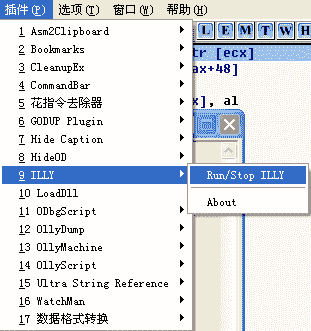 插件(P) 选项(T) 窗口(W) 帮助(H)
L E M T W H
tr [ecx]
ax+48]
x], al
1 Asm2Clipboard
2 Bookmarks
3 CleanupEx
4 CommandBar
5 花指令去除器
6 GODUP Plugin
7 Hide Caption
8 HideOD
9 ILLY
Run/Stop ILLY
About
10 LoadDll
11 ODbgScript
12 OllyDump
13 OllyMachine
14 OllyScript
15 Ultra String Reference
16 WatchMan
17 数据格式转换